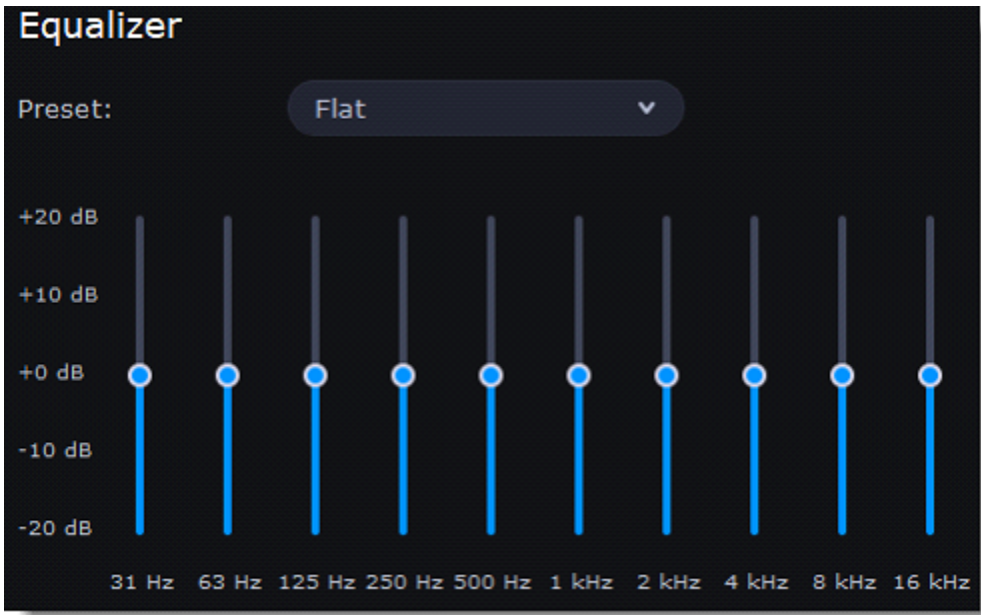 Equalizer
Preset: Flat
+20 dB
+10 dB
+0 dB
-10 dB
-20 dB
31 Hz 63 Hz 125 Hz 250 Hz 500 Hz 1 kHz 2 kHz 4 kHz 8 kHz 16 kHz